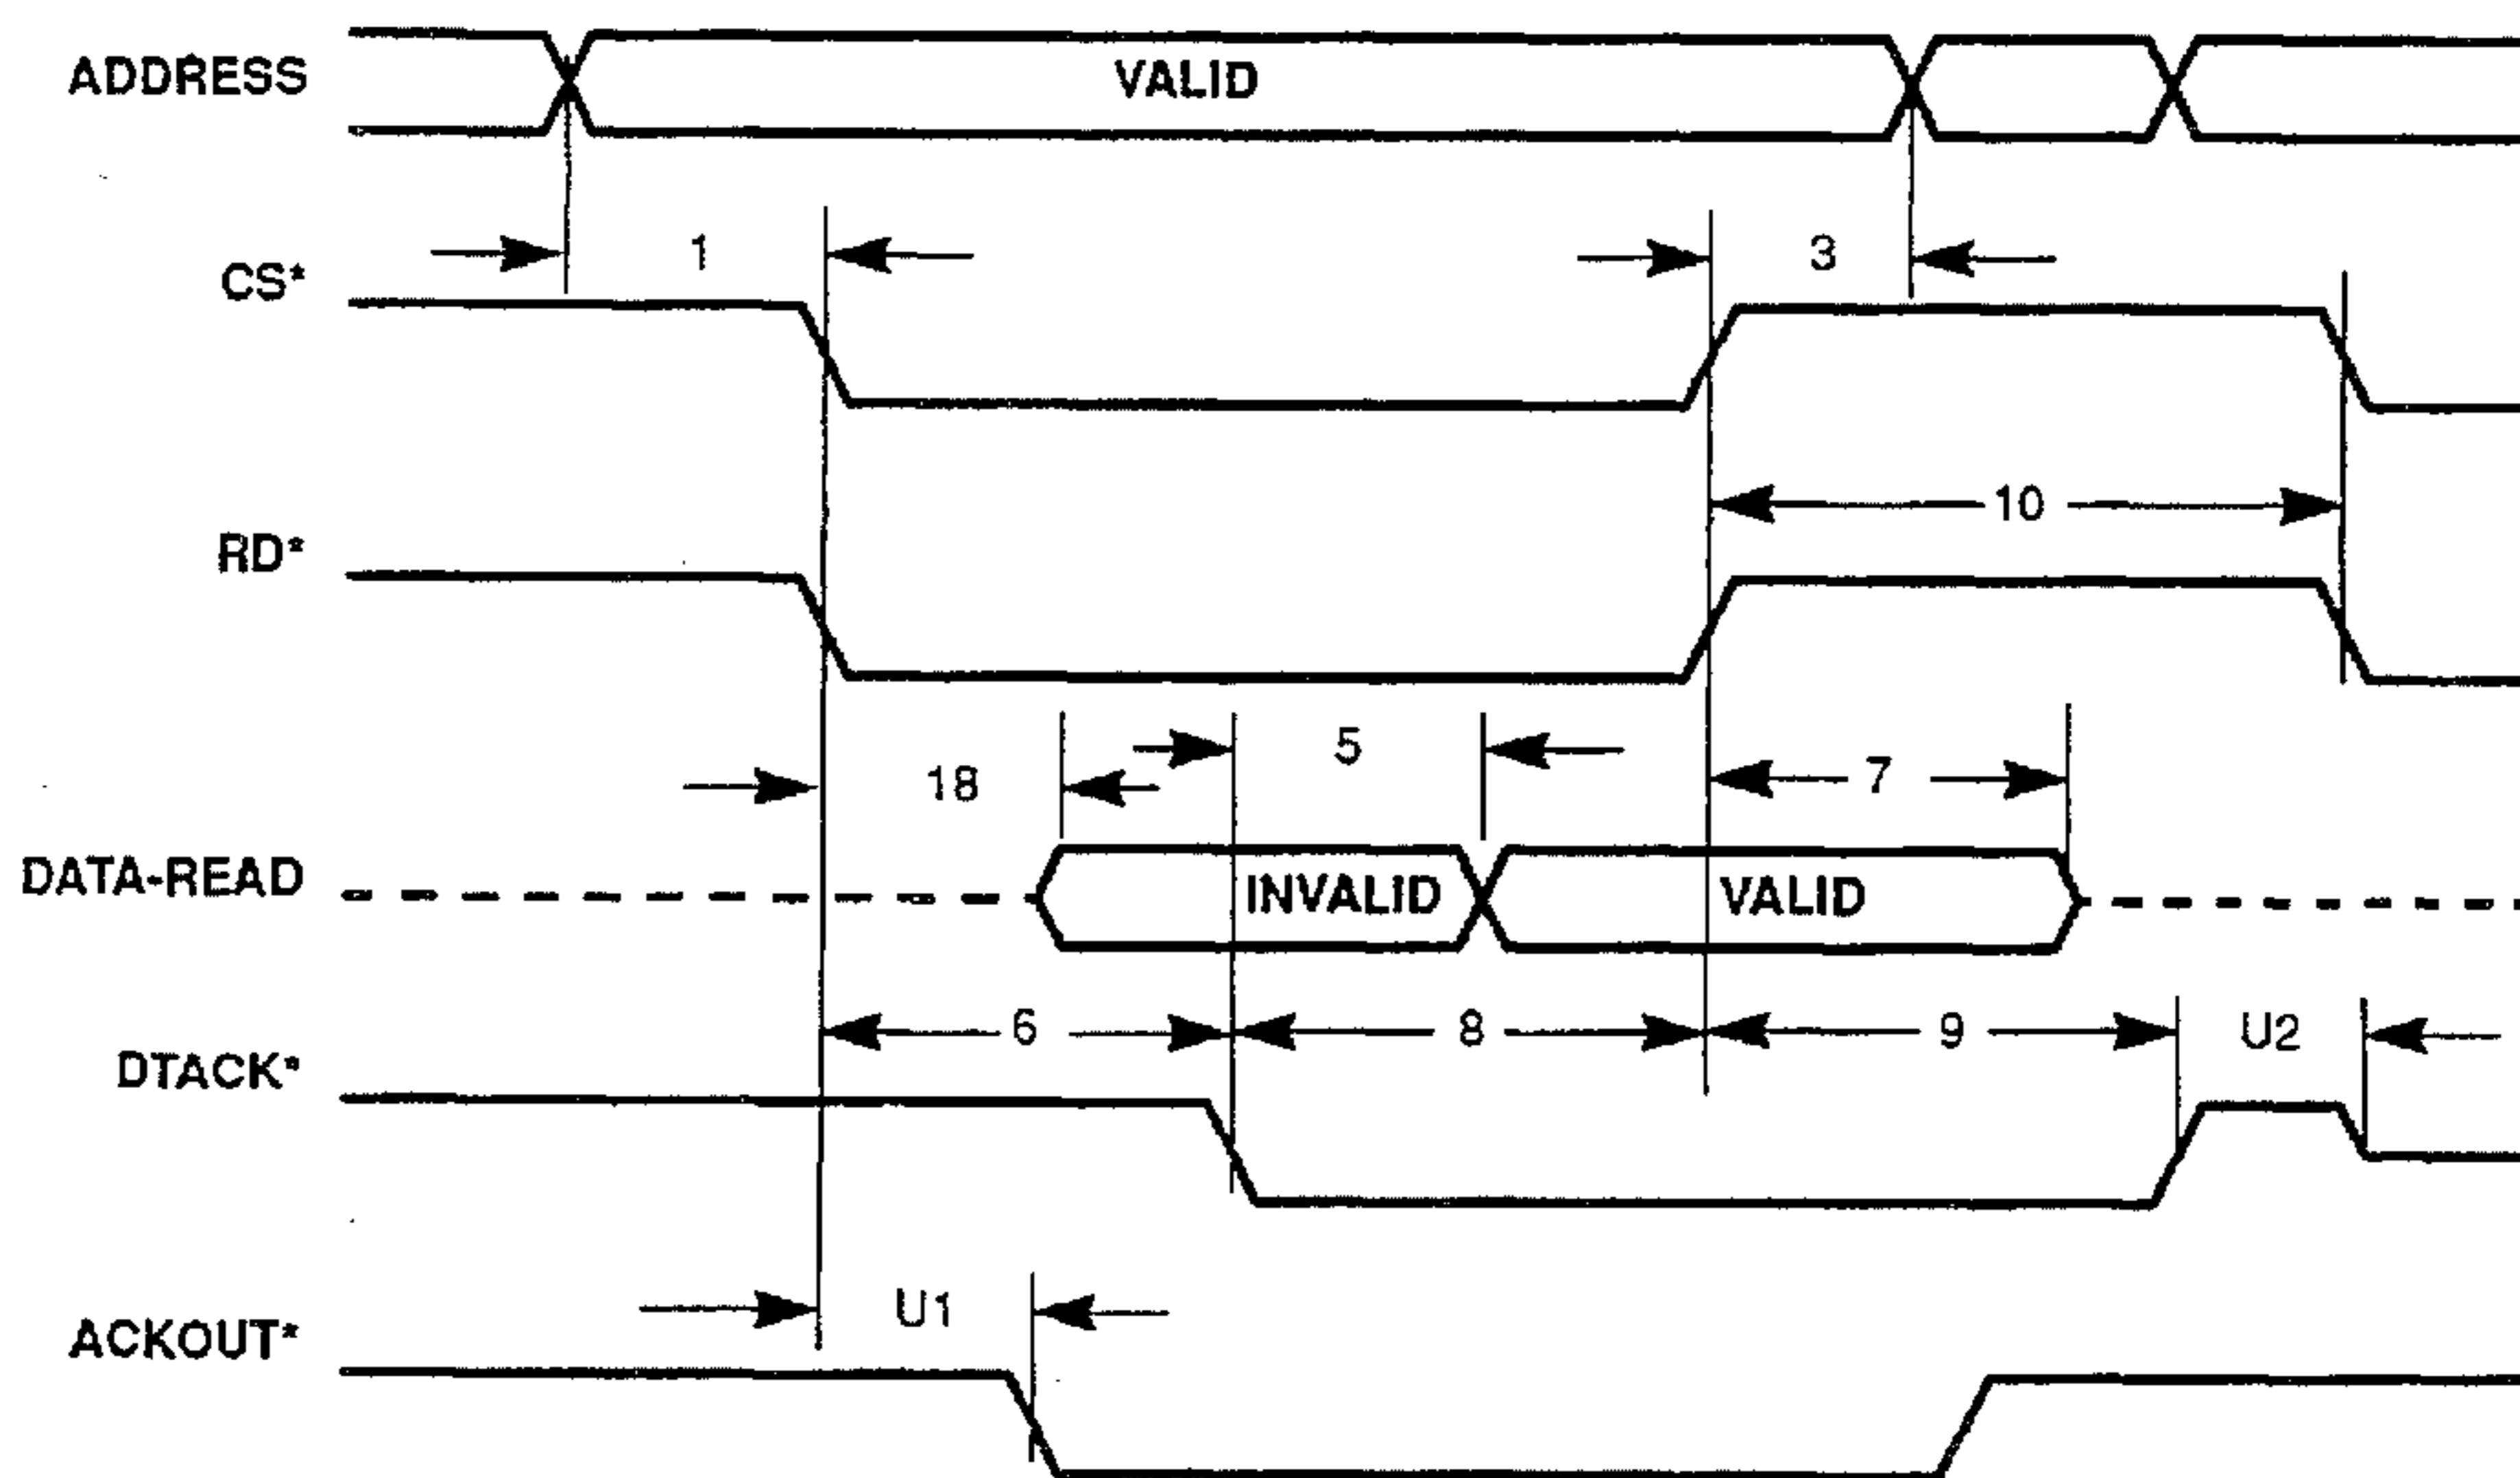 ADDRESS VALID
1 3
CS*
10
RD*
5
18 7
DATA-READ INVALID VALID
6 8 9 U2
DTACK*
U1
ACKOUT*